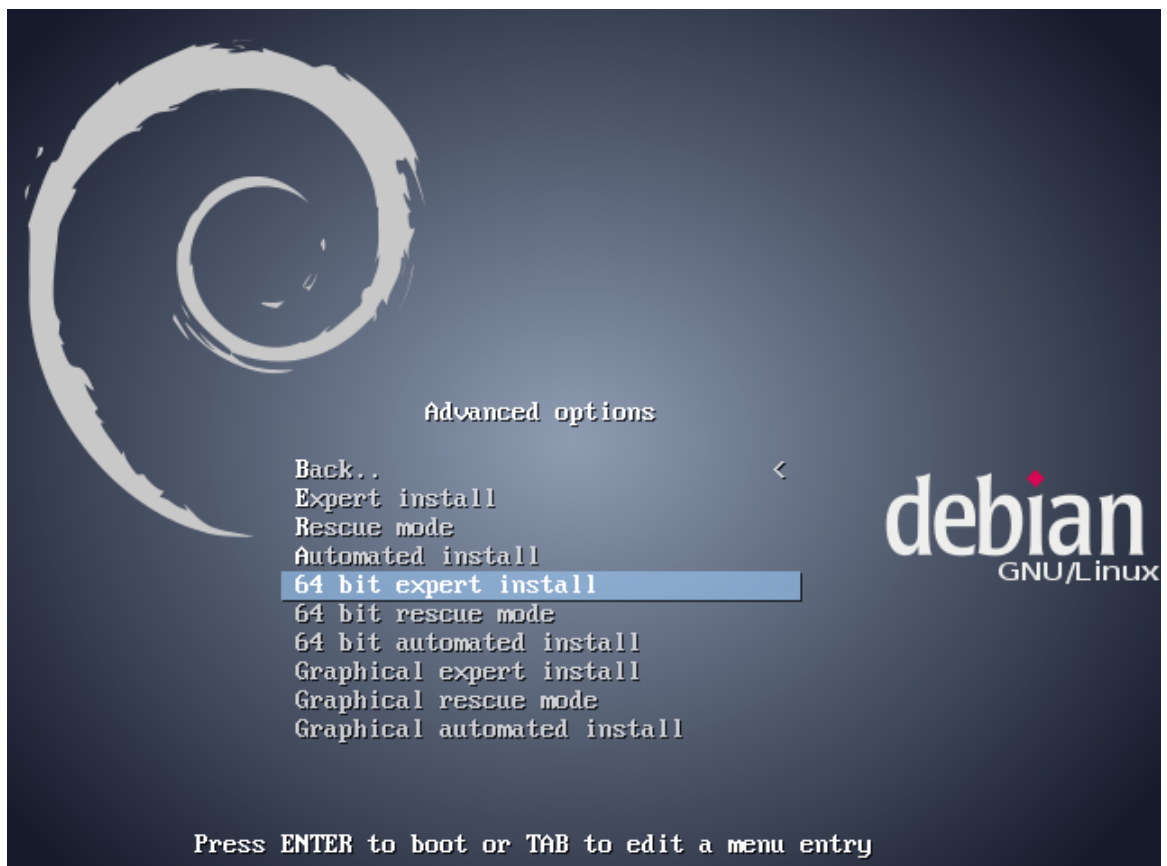 Advanced options
Back.. <
Expert install
Rescue mode
Automated install
64 bit expert install
64 bit rescue mode
64 bit automated install
Graphical expert install
Graphical rescue mode
Graphical automated install
debian
GNU/Linux
Press ENTER to boot or TAB to edit a menu entry